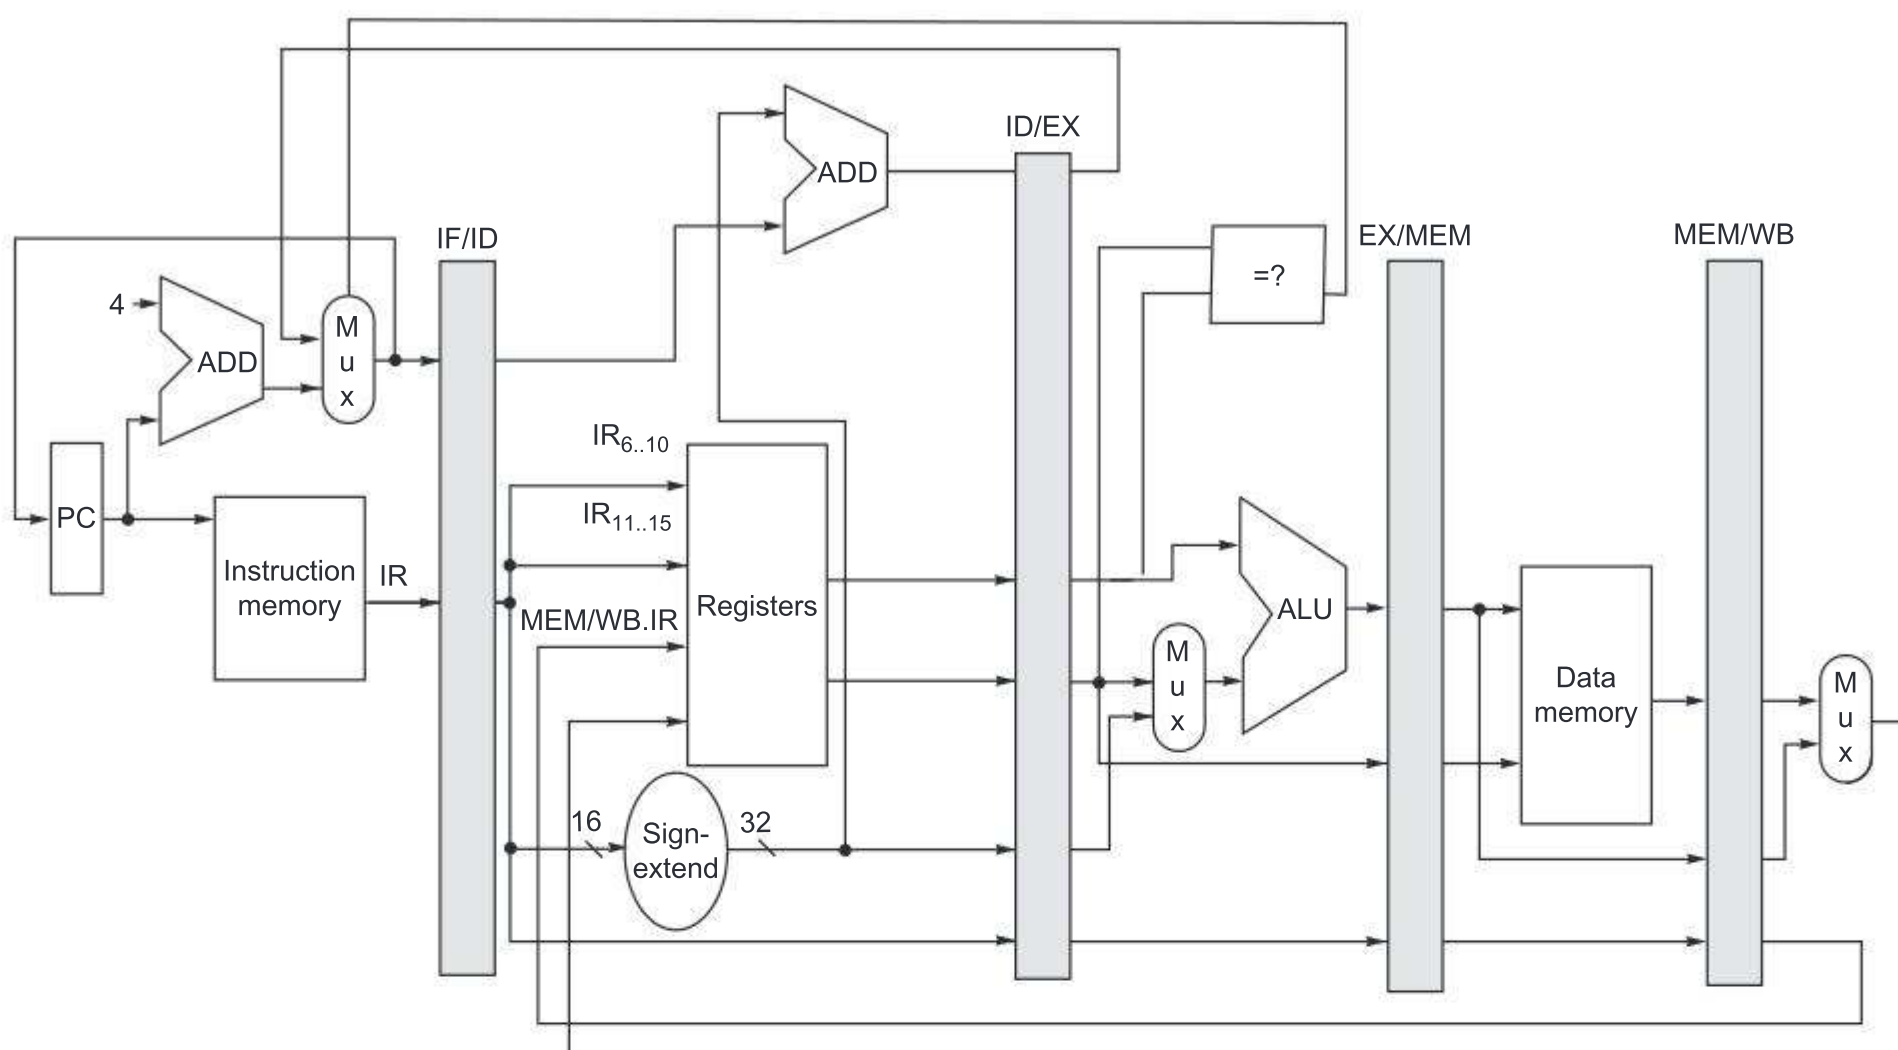 ID/EX
ADD
IF/ID
EX/MEM
MEM/WB
=?
4
ADD
M
u
x
IR6..10
IR11..15
PC
Instruction
memory
IR
MEM/WB.IR
Registers
ALU
M
u
x
Data
memory
M
u
x
16
Sign-
extend
32